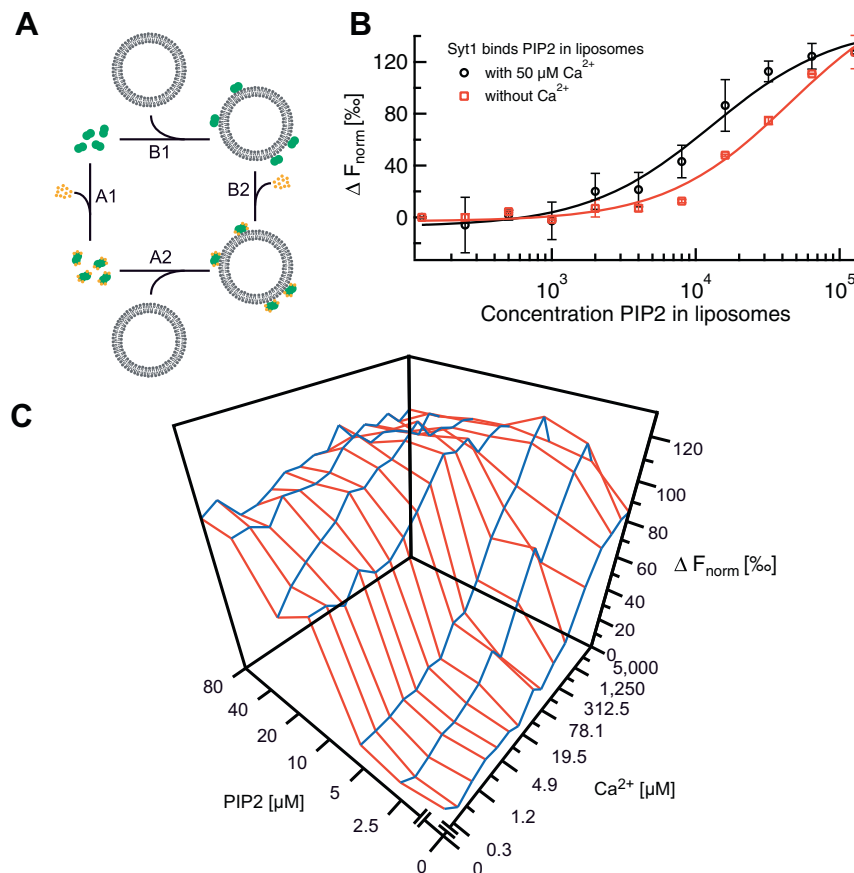 A
B1
A1
B2
A2
B
Syt1 binds PIP2 in liposomes
with 50 µM Ca²⁺
without Ca²⁺
Δ F_norm [‰]
120
80
40
0
10³
10⁴
10⁵
Concentration PIP2 in liposomes
C
120
100
80
60
40
20
0
Δ F_norm [‰]
5,000
1,250
312.5
78.1
19.5
4.9
1.2
0.3
0
Ca²⁺ [µM]
80
40
20
10
5
2.5
0
PIP2 [µM]